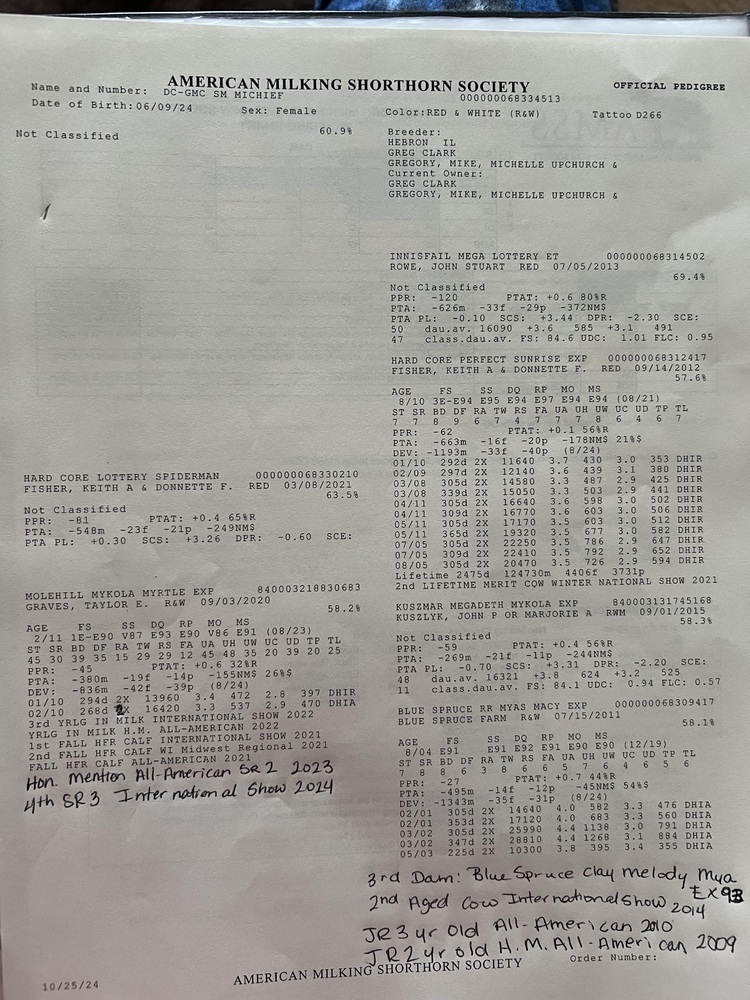 AMERICAN MILKING SHORTHORN SOCIETY
OFFICIAL PEDIGREE
Name and Number: DC-GMC SM MICHIEF 000000068334513
Date of Birth: 06/09/24 Sex: Female Color: RED & WHITE (R&W) Tattoo D266
Not Classified 60.9%
Breeder:
HEBRON IL
GREG CLARK
GREGORY, MIKE, MICHELLE UPCHURCH &
Current Owner:
GREG CLARK
GREGORY, MIKE, MICHELLE UPCHURCH &
INNISFAIL MEGA LOTTERY ET 000000068314502
ROWE, JOHN STUART RED 07/05/2013
69.4%
Not Classified
PPR: -120 PTAT: +0.6 80%R
PTA: -626m -33f -29p -372NM$
PTA PL: -0.10 SCS: +3.44 DPR: -2.30 SCE:
50 dau.av. 16090 +3.6 585 +3.1 491
47 class.dau.av. FS: 84.6 UDC: 1.01 FLC: 0.95
HARD CORE PERFECT SUNRISE EXP 000000068312417
FISHER, KEITH A & DONNETTE F. RED 09/14/2012
57.6%
AGE FS SS DQ RP MO MS
8/10 3E-E94 E95 E94 E97 E94 E94 (08/21)
ST SR BD DF RA TW RS FA UA UH UW UC UD TP TL
7 7 8 9 6 7 4 7 7 7 8 6 4 6 7
PPR: -62 PTAT: +0.1 56%R
PTA: -663m -16f -20p -178NM$ 21%$
DEV: -1193m -33f -40p (8/24)
01/10 292d 2X 11640 3.7 430 3.0 353 DHIR
02/09 297d 2X 12140 3.6 439 3.1 380 DHIR
03/08 305d 2X 14580 3.3 487 2.9 425 DHIR
03/08 339d 2X 15050 3.3 503 2.9 441 DHIR
04/11 305d 2X 16640 3.6 598 3.0 502 DHIR
04/11 309d 2X 16770 3.6 603 3.0 506 DHIR
05/11 305d 2X 17170 3.5 603 3.0 512 DHIR
05/11 365d 2X 19320 3.5 677 3.0 582 DHIR
07/05 305d 2X 22250 3.5 786 2.9 647 DHIR
07/05 309d 2X 22410 3.5 792 2.9 652 DHIR
08/05 305d 2X 20470 3.5 726 2.9 594 DHIR
Lifetime 2475d 124730m 4406f 3731p
2nd LIFETIME MERIT COW WINTER NATIONAL SHOW 2021
HARD CORE LOTTERY SPIDERMAN 000000068330210
FISHER, KEITH A & DONNETTE F. RED 03/08/2021
63.5%
Not Classified
PPR: -81 PTAT: +0.4 65%R
PTA: -548m -23f -21p -249NM$
PTA PL: +0.30 SCS: +3.26 DPR: -0.60 SCE:
MOLEHILL MYKOLA MYRTLE EXP 840003218830683
GRAVES, TAYLOR E. R&W 09/03/2020
58.2%
AGE FS SS DQ RP MO MS
2/11 1E-E90 V87 E93 E90 V86 E91 (08/23)
ST SR BD DF RA TW RS FA UA UH UW UC UD TP TL
45 30 39 35 15 29 29 12 45 48 35 20 39 20 25
PPR: -45 PTAT: +0.6 32%R
PTA: -380m -19f -14p -155NM$ 26%$
DEV: -836m -42f -39p (8/24)
01/10 294d 2X 13960 3.4 472 2.8 397 DHIR
02/10 268d 2X 16420 3.3 537 2.9 470 DHIA
3rd YRLG IN MILK INTERNATIONAL SHOW 2022
YRLG IN MILK H.M. ALL-AMERICAN 2022
1st FALL HFR CALF INTERNATIONAL SHOW 2021
2nd FALL HFR CALF WI Midwest Regional 2021
FALL HFR CALF ALL-AMERICAN 2021
Hon. mention All-American SR2 2023
4th SR3 International Show 2024
KUSZMAR MEGADETH MYKOLA EXP 840003131745168
KUSZLYK, JOHN P OR MARJORIE A RWM 09/01/2015
58.3%
Not Classified
PPR: -59 PTAT: +0.4 56%R
PTA: -269m -21f -11p -244NM$
PTA PL: -0.70 SCS: +3.31 DPR: -2.20 SCE:
48 dau.av. 16321 +3.8 624 +3.2 525
11 class.dau.av. FS: 84.1 UDC: 0.94 FLC: 0.57
BLUE SPRUCE RR MYAS MACY EXP 000000068309417
BLUE SPRUCE FARM R&W 07/15/2011
58.1%
AGE FS SS DQ RP MO MS
8/04 E91 E91 E92 E91 E90 E90 (12/19)
ST SR BD DF RA TW RS FA UA UH UW UC UD TP TL
7 8 8 6 3 8 6 6 5 7 6 4 6 5 6
PPR: -27 PTAT: +0.7 44%R
PTA: -495m -14f -12p -45NM$ 54%$
DEV: -1343m -35f -31p (8/24)
02/01 305d 2X 14640 4.0 582 3.3 476 DHIA
02/01 353d 2X 17120 4.0 683 3.3 560 DHIA
03/02 305d 2X 25990 4.4 1138 3.0 791 DHIA
03/02 347d 2X 28810 4.4 1268 3.1 884 DHIA
05/03 225d 2X 10300 3.8 395 3.4 355 DHIA
3rd Dam: Blue Spruce Clay Melody Mya
EX 93
2nd Aged Cow International Show 2014
JR 3 yr Old All-American 2010
JR 2 yr old H.M. All-American 2009
10/25/24
AMERICAN MILKING SHORTHORN SOCIETY
Order Number: